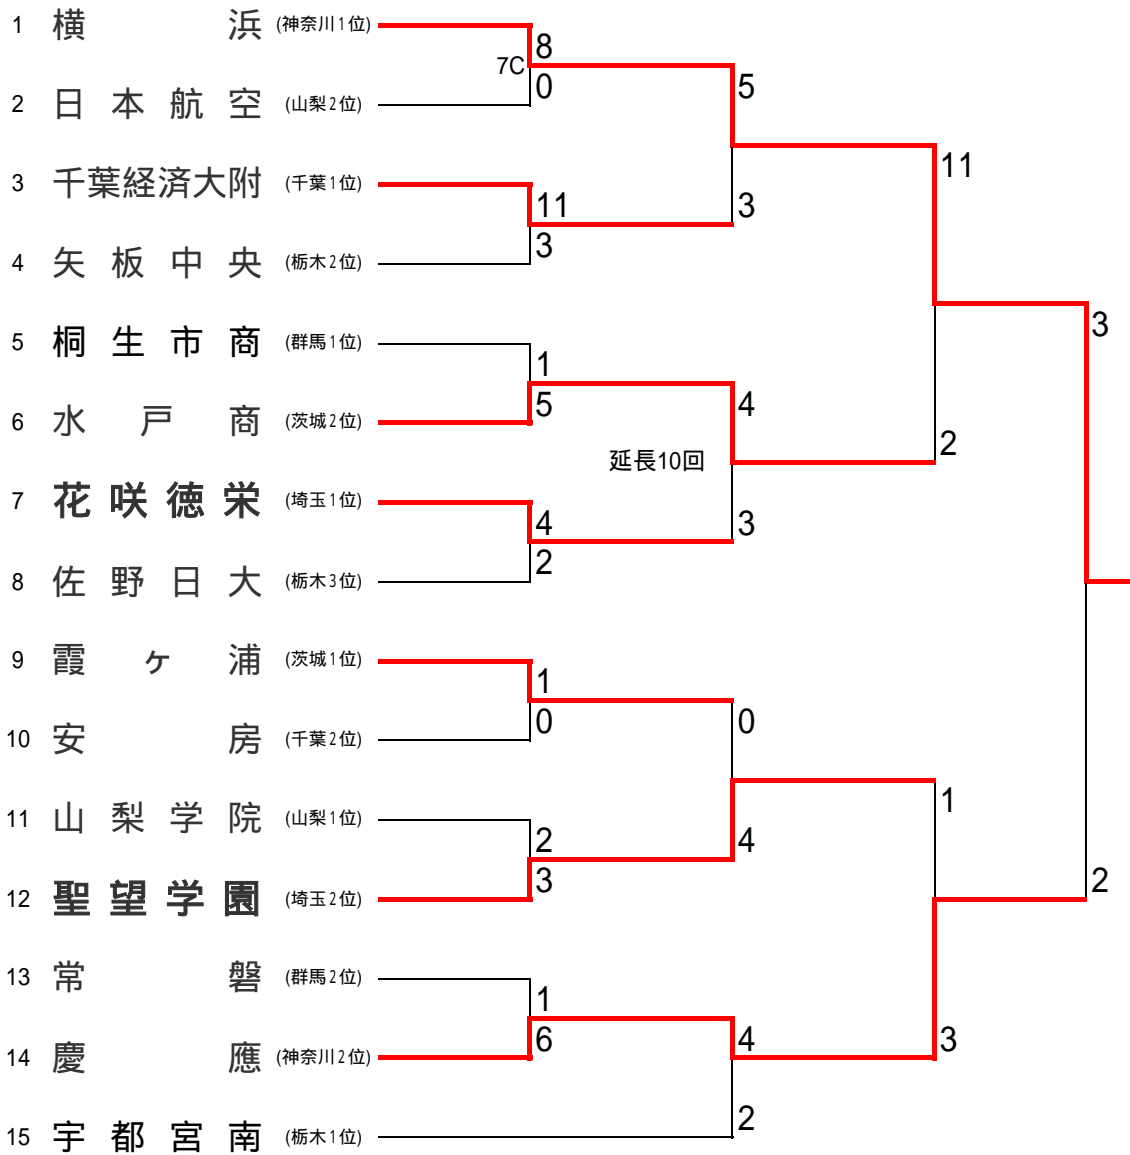 1 横浜 (神奈川1位)
8
7C
0
2 日本航空 (山梨2位)
5
3 千葉経済大附 (千葉1位)
11
3
11
3
4 矢板中央 (栃木2位)
5 桐生市商 (群馬1位)
3
1
5
4
6 水戸商 (茨城2位)
2
延長10回
7 花咲徳栄 (埼玉1位)
4
3
2
8 佐野日大 (栃木3位)
9 霞ヶ浦 (茨城1位)
1
0
0
10 安房 (千葉2位)
1
11 山梨学院 (山梨1位)
2
4
3
2
12 聖望学園 (埼玉2位)
13 常磐 (群馬2位)
1
6
4
3
14 慶應 (神奈川2位)
2
15 宇都宮南 (栃木1位)